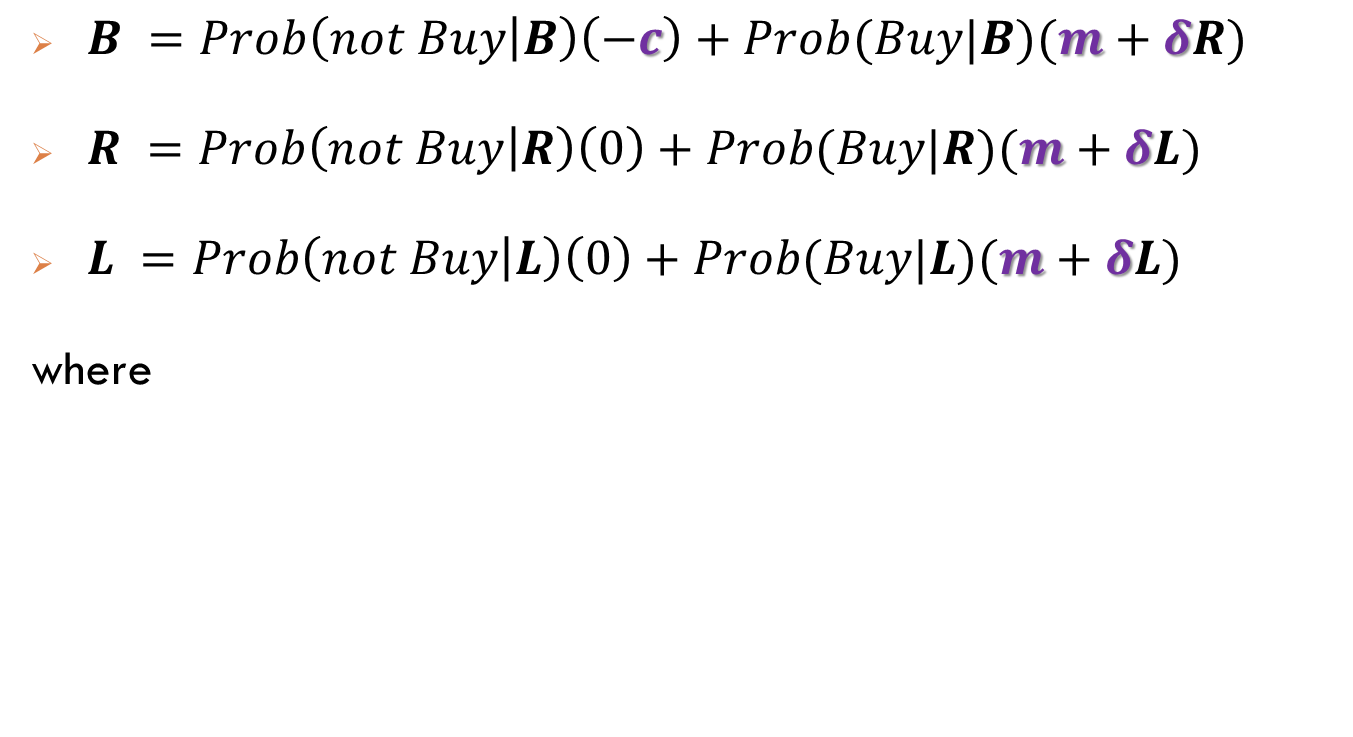 ➢ B = Prob(not Buy|B)(−c) + Prob(Buy|B)(m + δR)
➢ R = Prob(not Buy|R)(0) + Prob(Buy|R)(m + δL)
➢ L = Prob(not Buy|L)(0) + Prob(Buy|L)(m + δL)
where